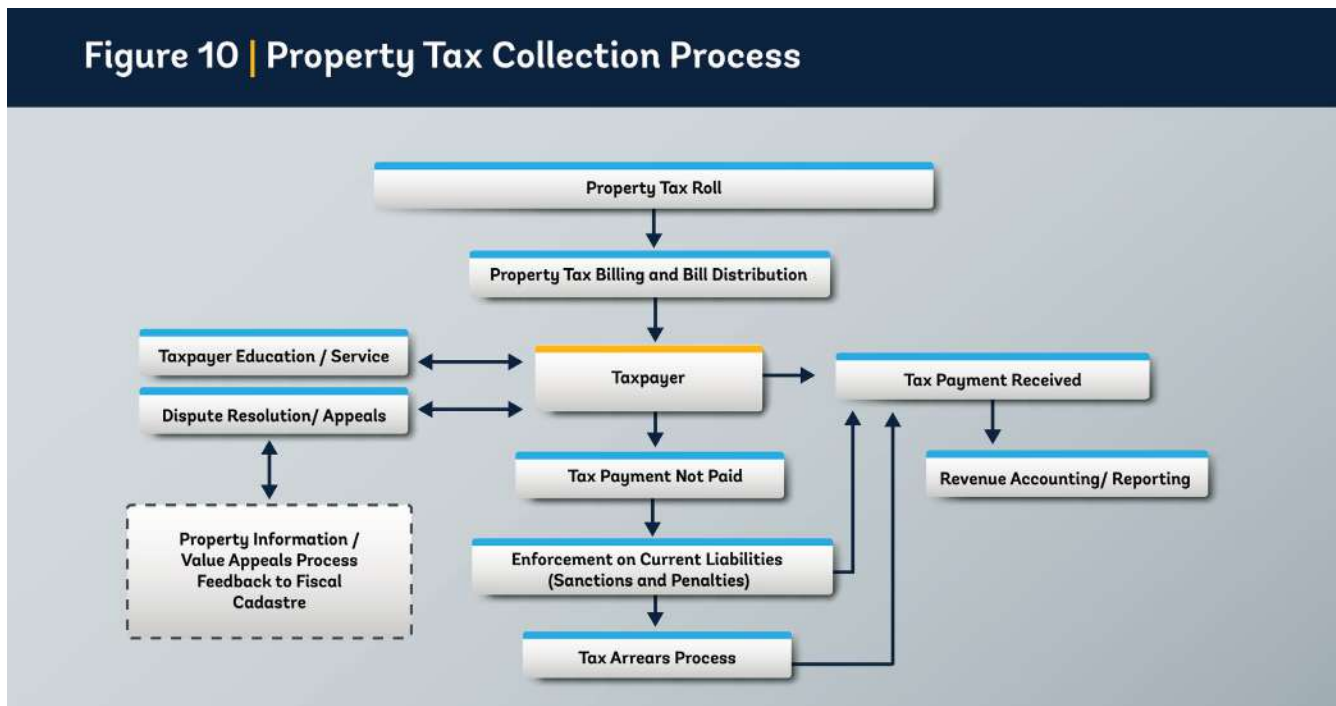 Figure 10 | Property Tax Collection Process
Property Tax Roll
Property Tax Billing and Bill Distribution
Taxpayer Education / Service
Taxpayer
Tax Payment Received
Dispute Resolution/ Appeals
Tax Payment Not Paid
Revenue Accounting/ Reporting
Property Information /
Value Appeals Process
Feedback to Fiscal
Cadastre
Enforcement on Current Liabilities
(Sanctions and Penalties)
Tax Arrears Process